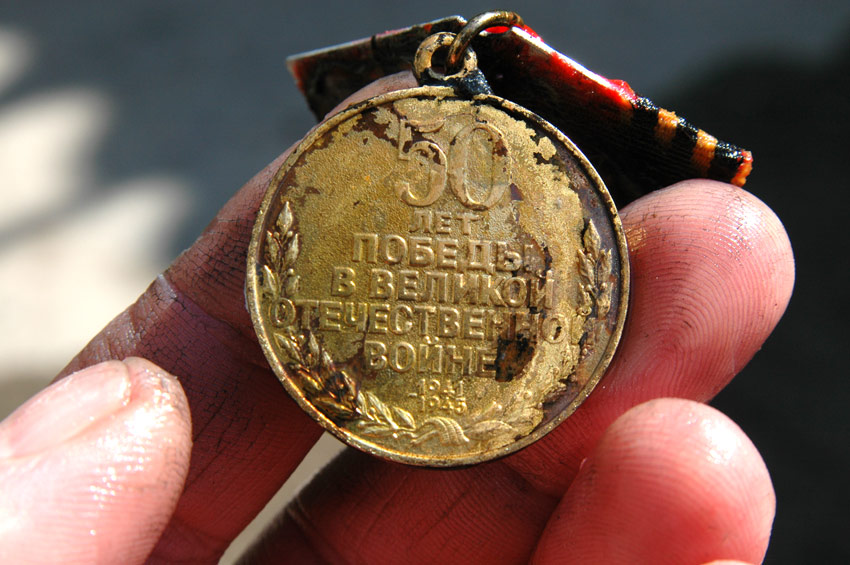 50
ЛЕТ
ПОБЕДЫ
В ВЕЛИКОЙ
ОТЕЧЕСТВЕННОЙ
ВОЙНЕ
1941
-1945